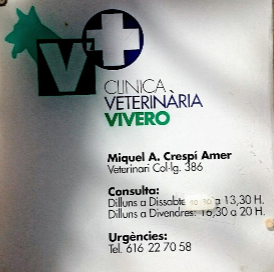 V+
CLINICA
VETERINÀRIA
VIVERO
Miquel A. Crespí Amer
Veterinari Col·lg. 386
Consulta:
Dilluns a Dissabte a 13,30 H.
Dilluns a Divendres: 16,30 a 20 H.
Urgències:
Tel. 616 22 70 58